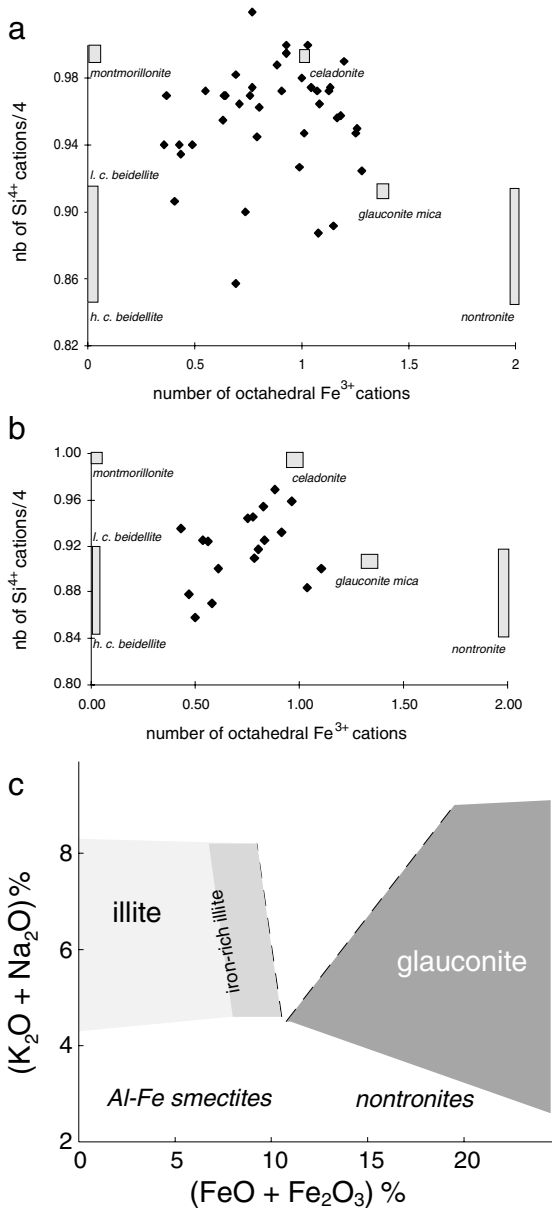 a
0.98
montmorillonite
celadonite
0.94
l. c. beidellite
0.90
glauconite mica
0.86
h. c. beidellite
nontronite
0.82
0
0.5
1
1.5
2
nb of Si4+ cations/4
number of octahedral Fe3+ cations
b
1.00
montmorillonite
celadonite
0.96
l. c. beidellite
0.92
0.88
glauconite mica
0.84
h. c. beidellite
nontronite
0.80
0.00
0.50
1.00
1.50
2.00
nb of Si4+ cations/4
number of octahedral Fe3+ cations
c
8
illite
iron-rich illite
glauconite
6
4
Al-Fe smectites
nontronites
2
0
5
10
15
20
(K2O + Na2O)%
(FeO + Fe2O3) %